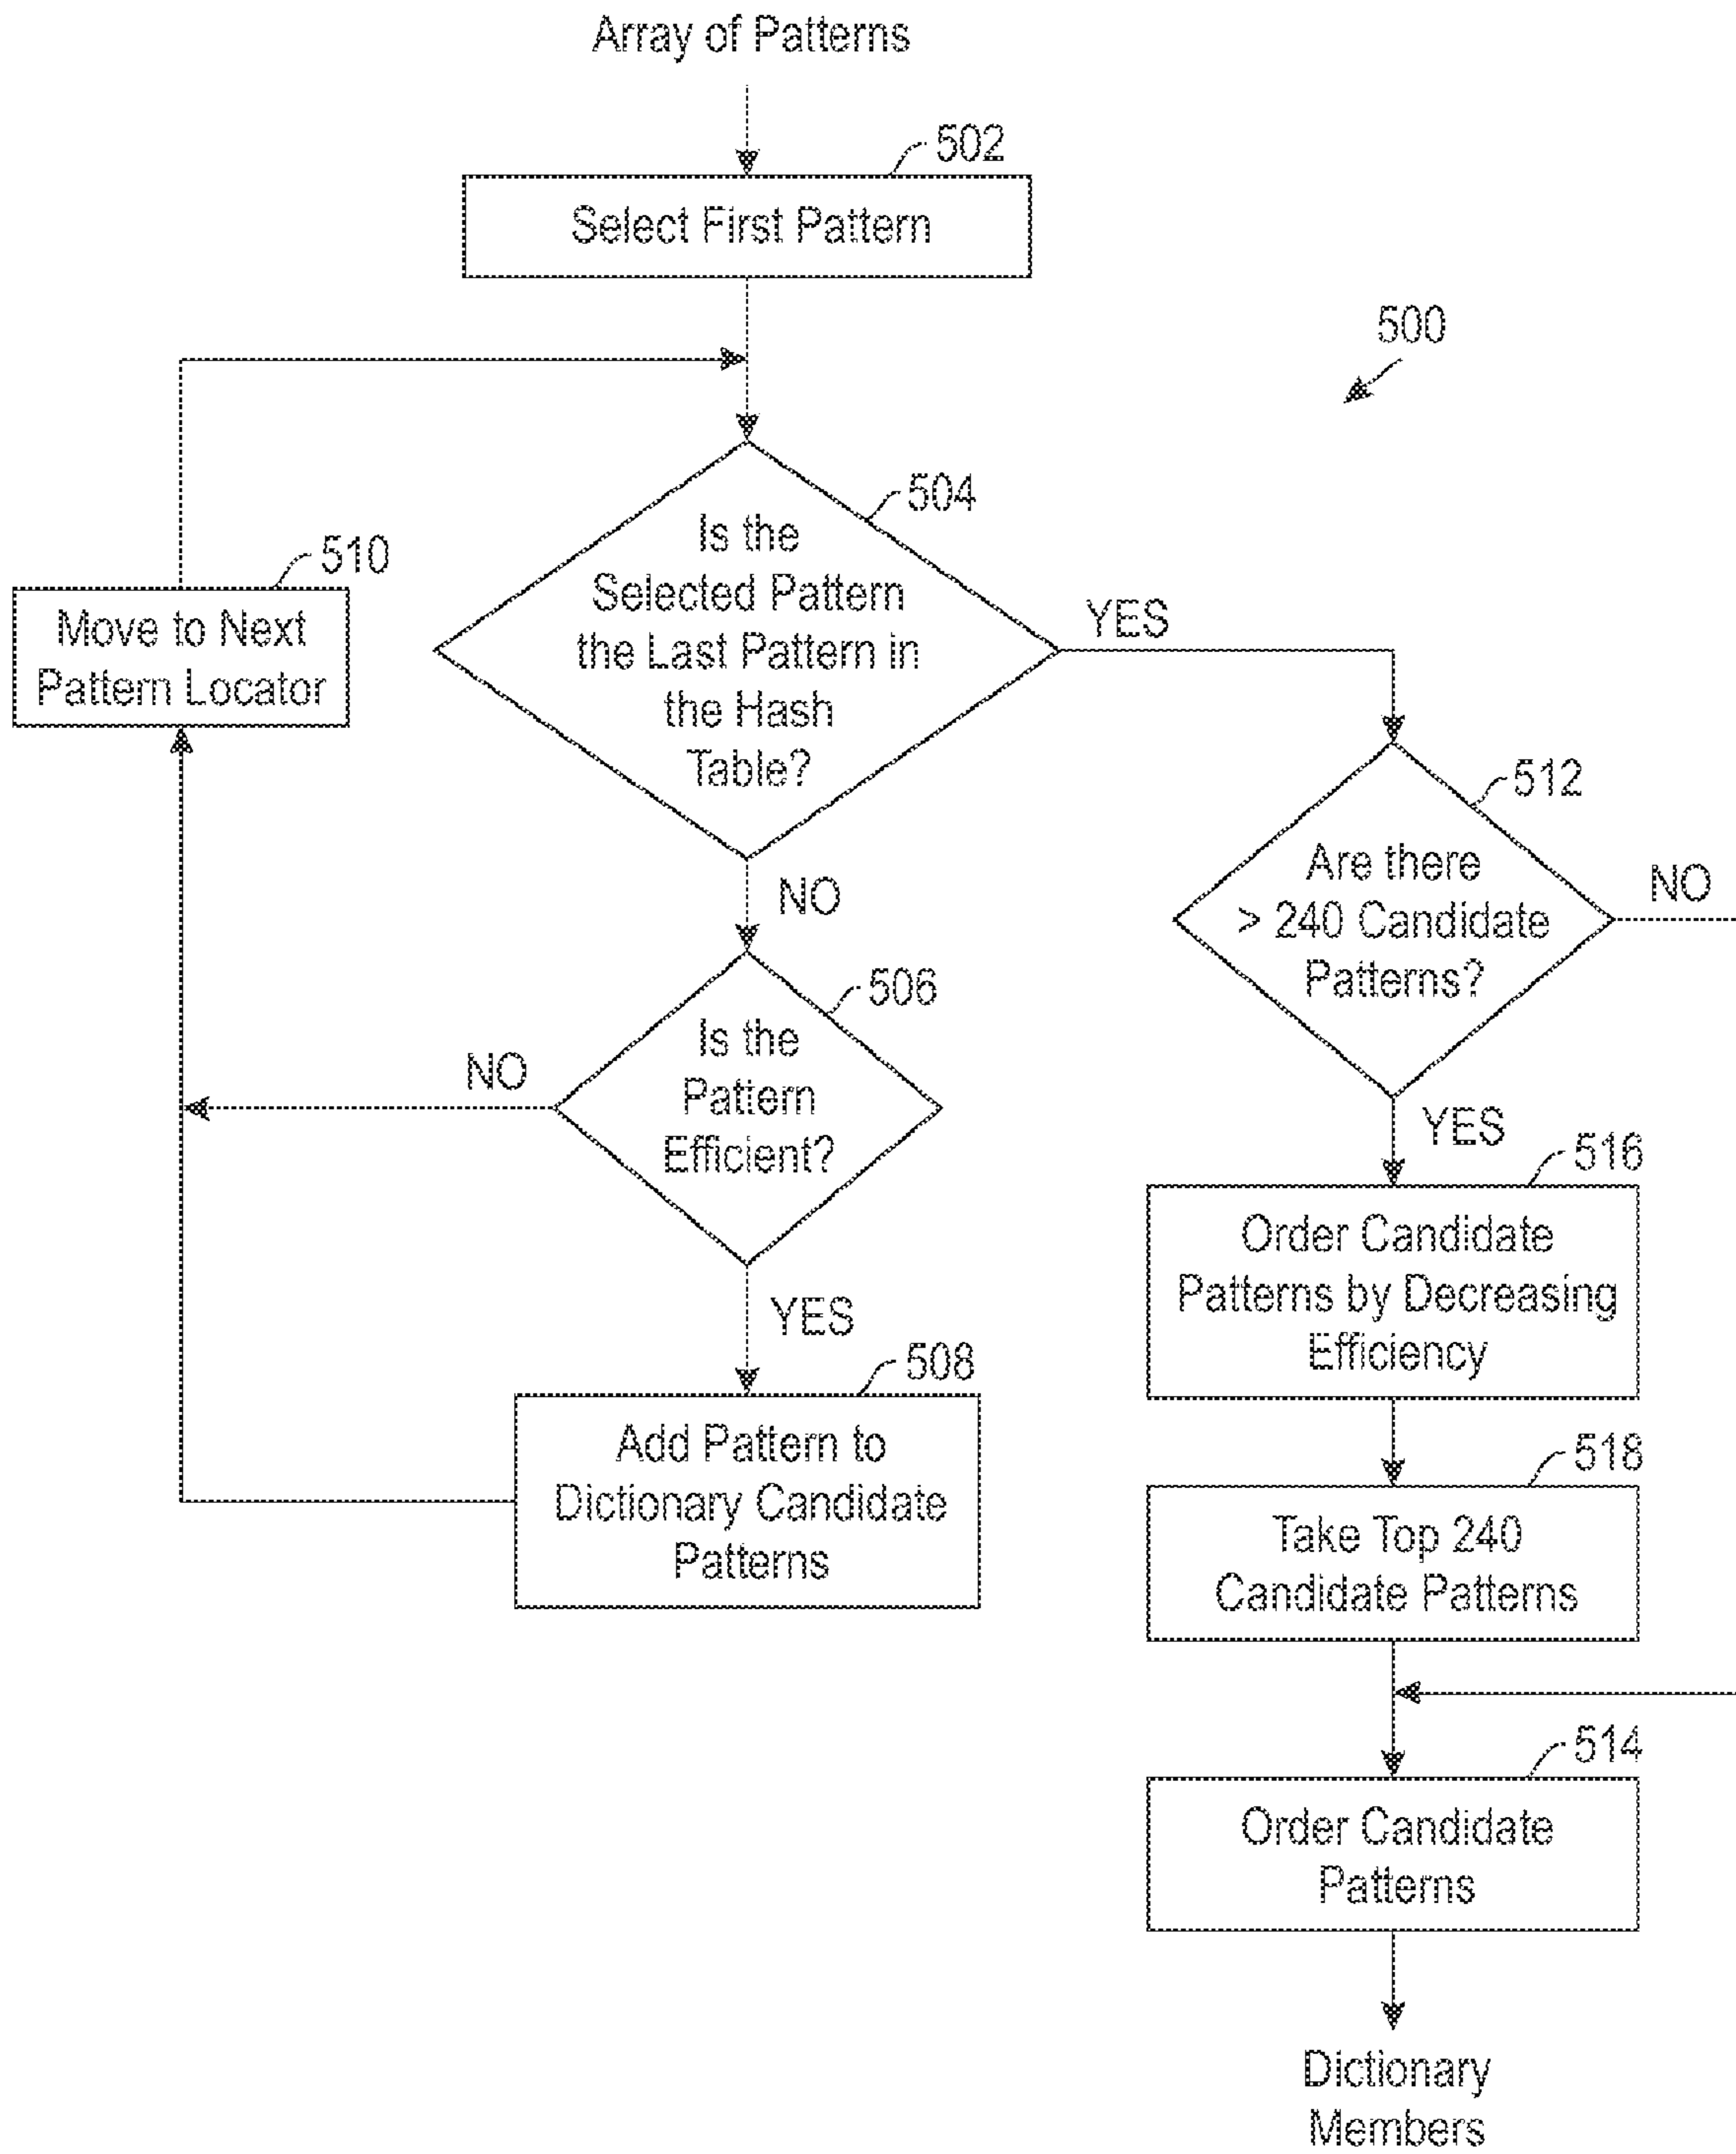 Array of Patterns
502
Select First Pattern
500
504
Is the
Selected Pattern
the Last Pattern in
the Hash
Table?
YES
NO
510
Move to Next
Pattern Locator
506
Is the
Pattern
Efficient?
NO
YES
508
Add Pattern to
Dictionary Candidate
Patterns
512
Are there
> 240 Candidate
Patterns?
NO
YES
516
Order Candidate
Patterns by Decreasing
Efficiency
518
Take Top 240
Candidate Patterns
514
Order Candidate
Patterns
Dictionary
Members